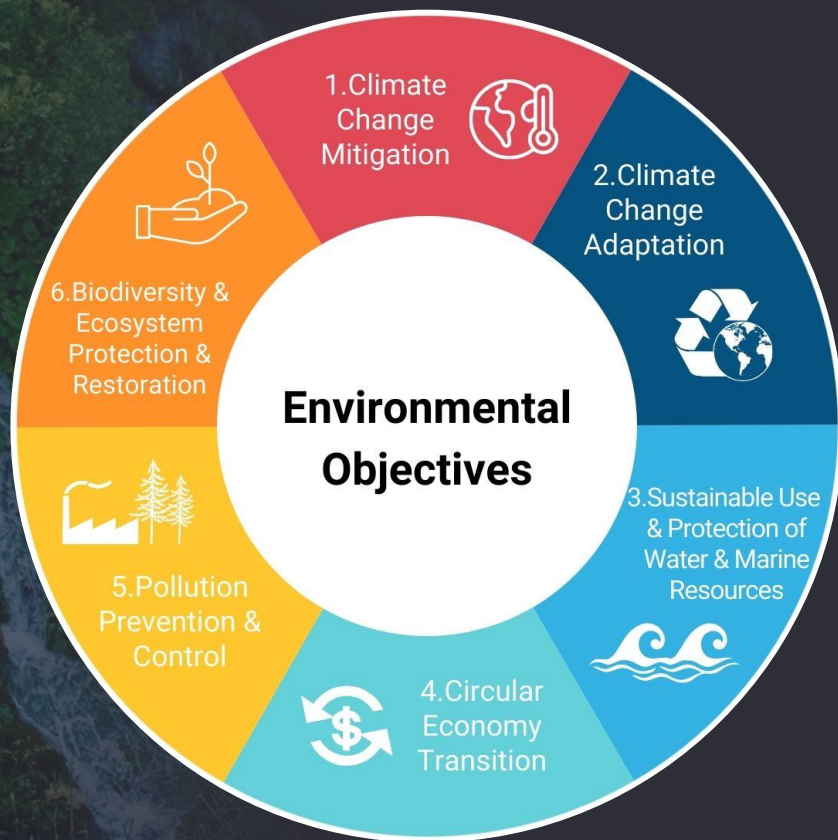 1.Climate
Change
Mitigation
2.Climate
Change
Adaptation
3.Sustainable Use
& Protection of
Water & Marine
Resources
4.Circular
Economy
Transition
5.Pollution
Prevention &
Control
6.Biodiversity &
Ecosystem
Protection &
Restoration
Environmental
Objectives
$